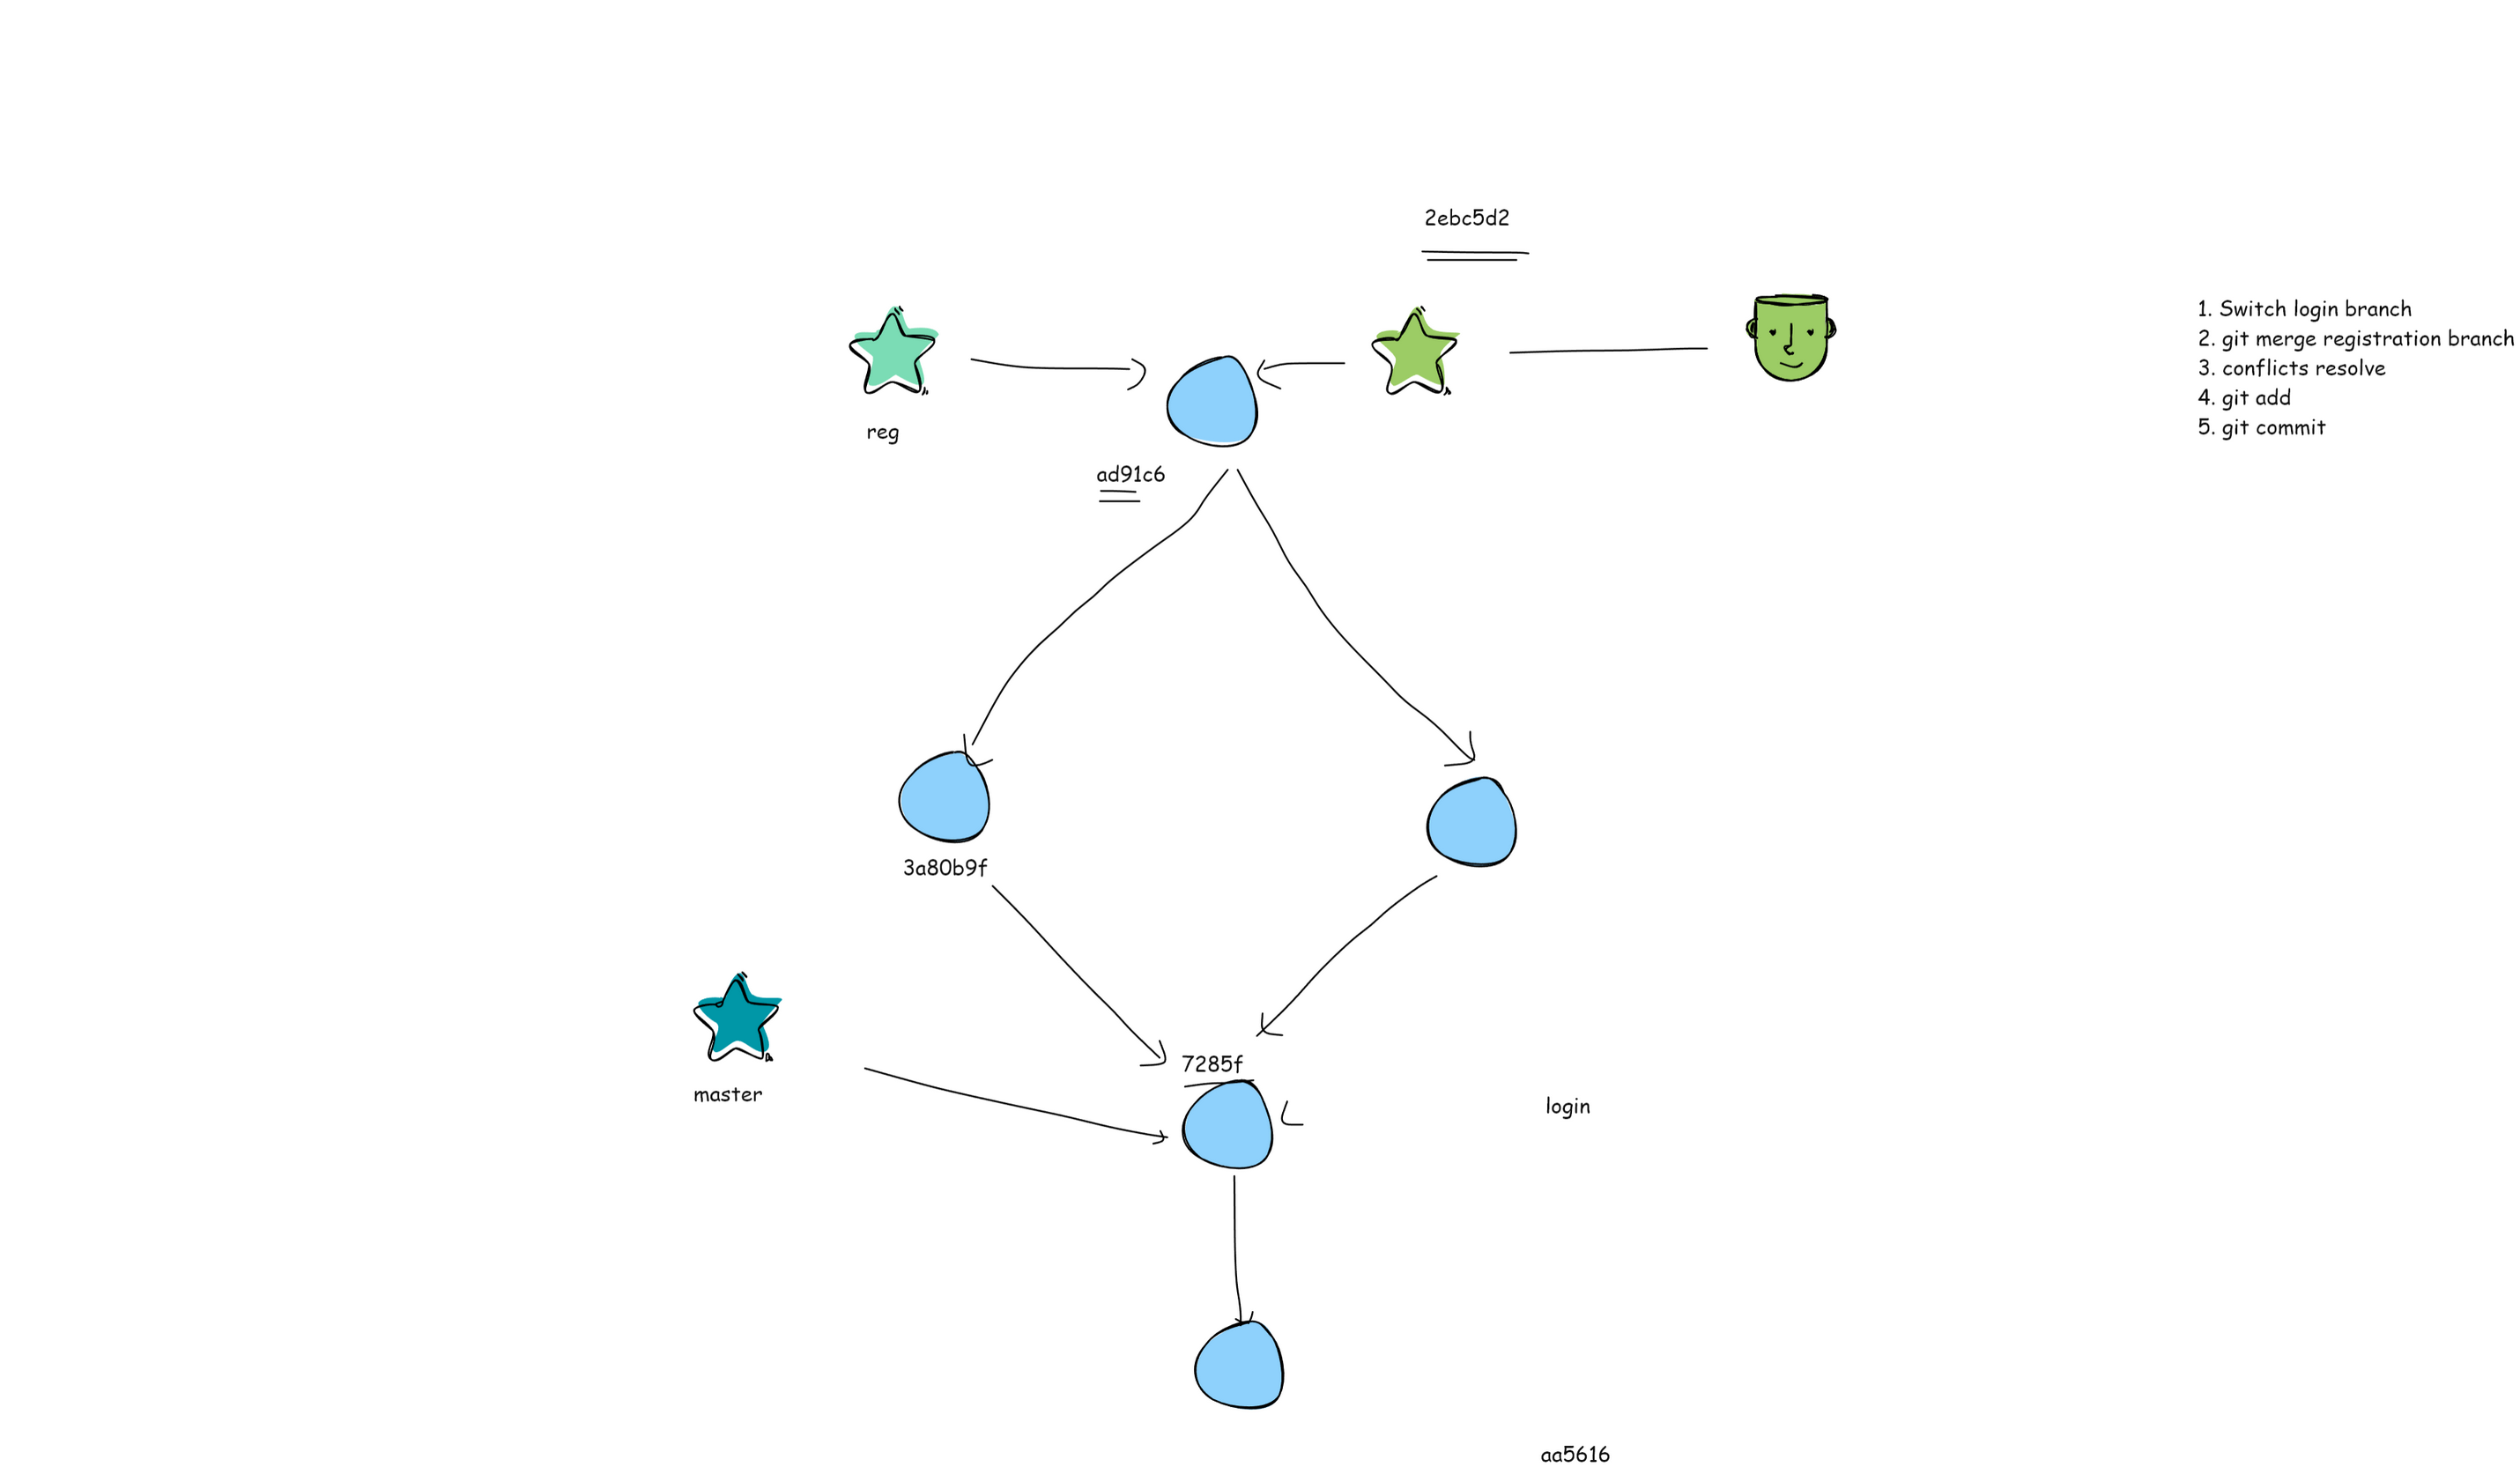 2ebc5d2
1. Switch login branch
2. git merge registration branch
3. conflicts resolve
4. git add
5. git commit
reg
ad91c6
3a80b9f
7285f
master
login
aa5616